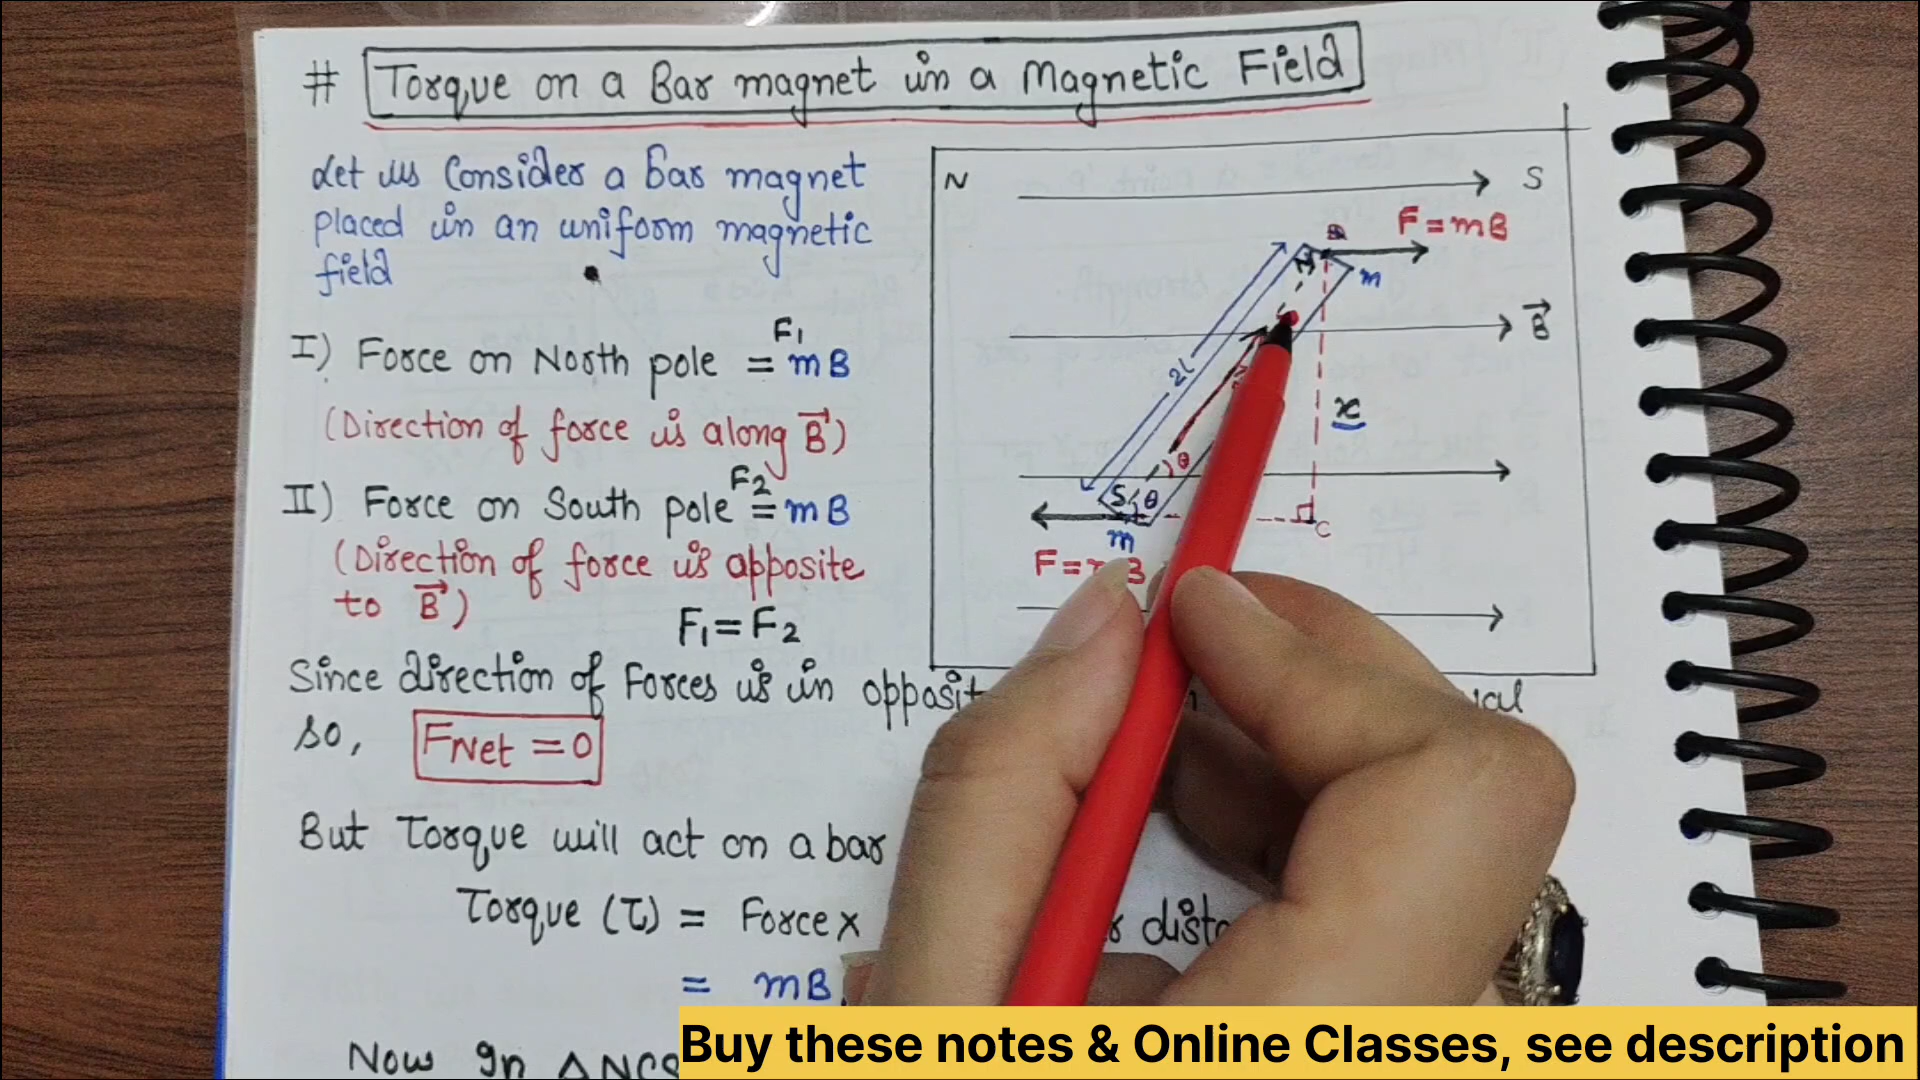 # Torque on a Bar magnet in a Magnetic Field
Let us Consider a bar magnet
placed in an uniform magnetic
field
I) Force on North pole = mB
F1
(Direction of force is along B⃗)
II) Force on South pole = mB
F2
(Direction of force is opposite
to B⃗)
F1 = F2
Since direction of Forces is in
so, FNet = 0
But Torque will act on a bar
Torque (τ) = Force x
= mB
Now In
N
S
F = mB
N
m
B⃗
2l
x
θ
S
θ
C
m
Buy these notes & Online Classes, see description